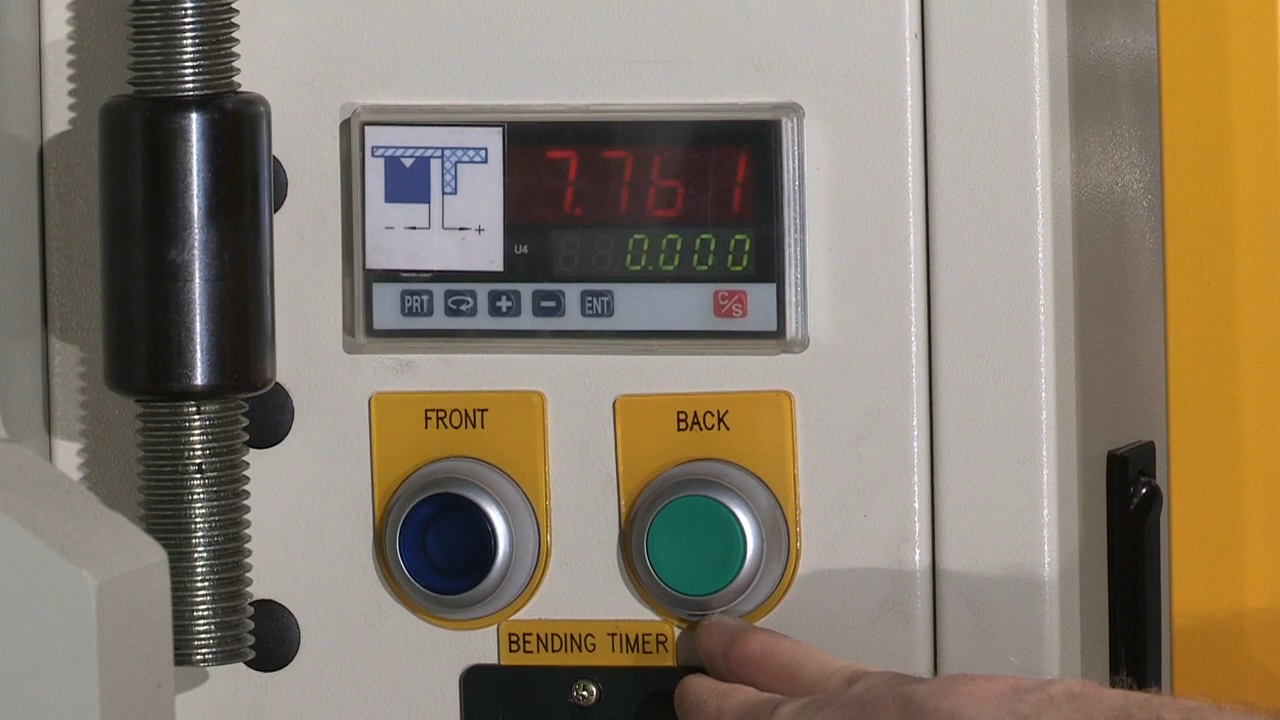 7.761
U4 0.000
- +
PRT + - ENT C/S
FRONT BACK
BENDING TIMER